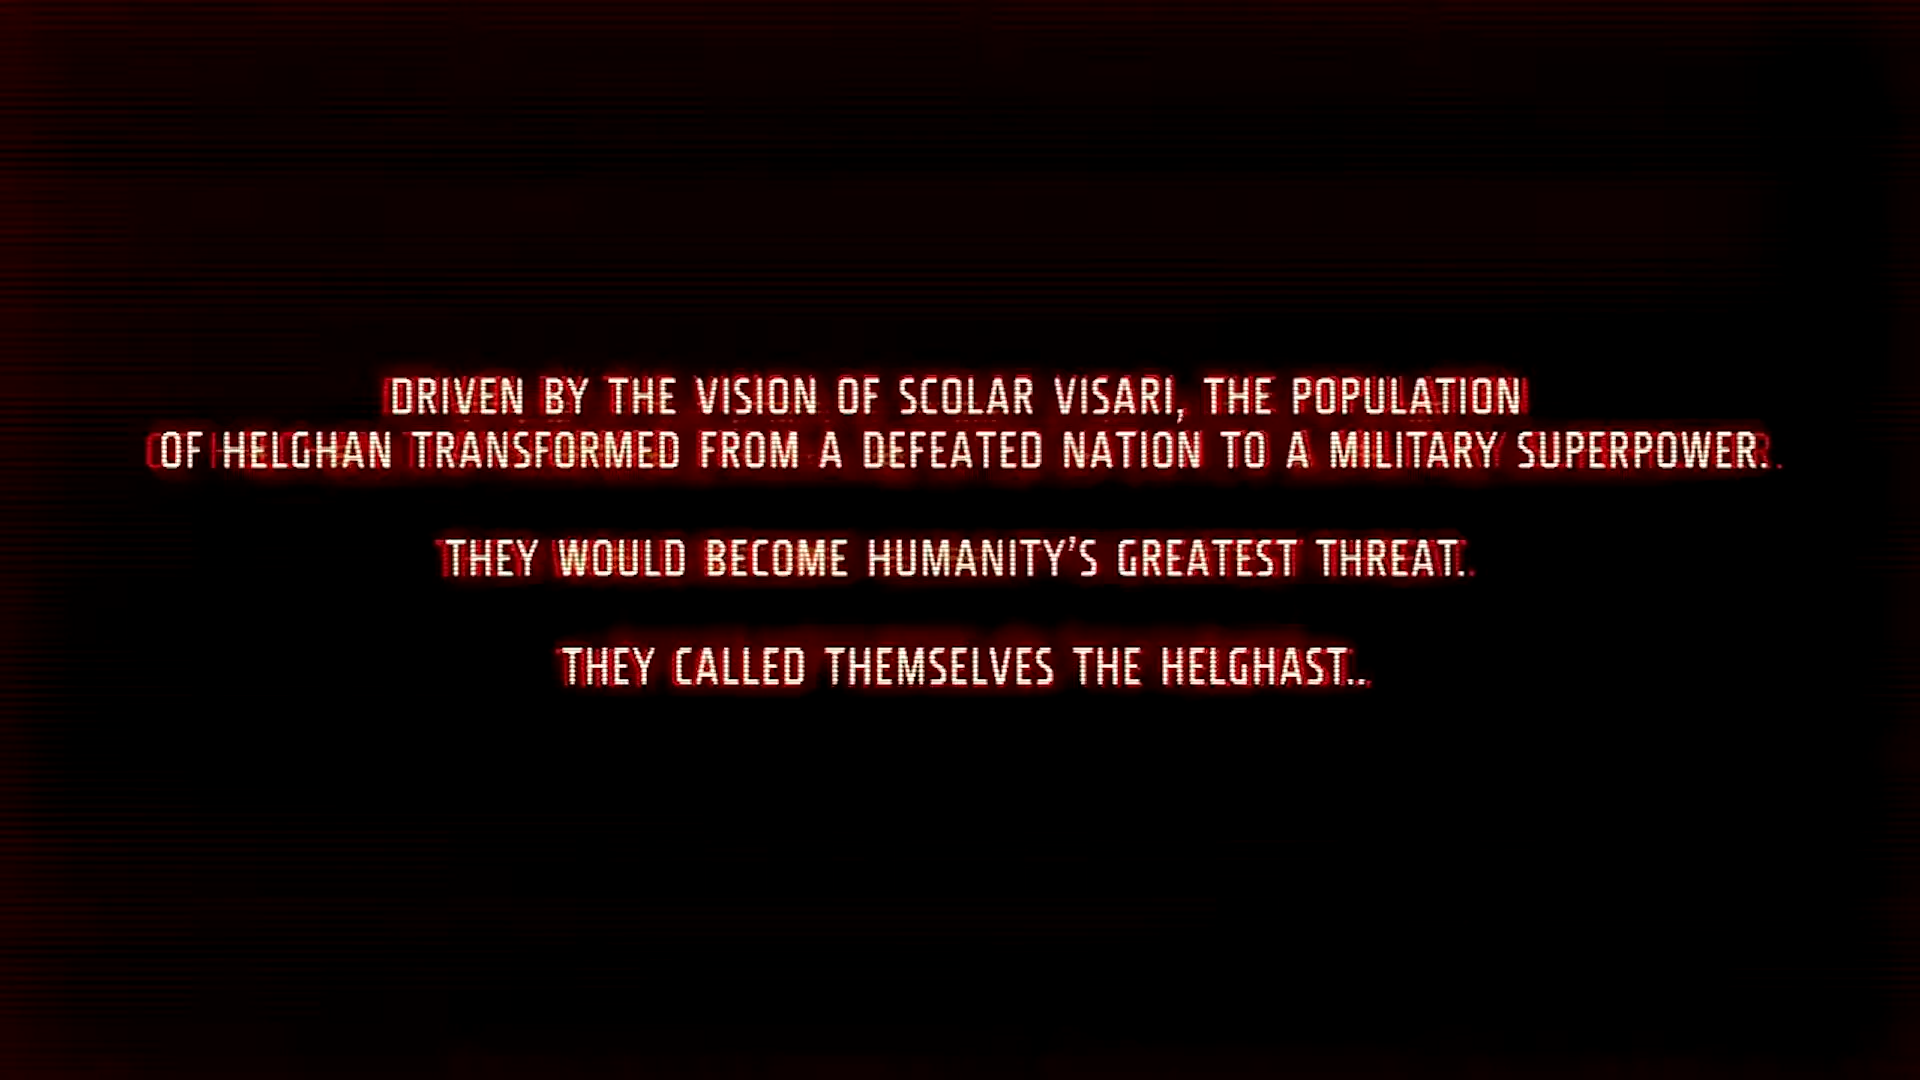 DRIVEN BY THE VISION OF SCOLAR VISARI, THE POPULATION
OF HELGHAN TRANSFORMED FROM A DEFEATED NATION TO A MILITARY SUPERPOWER.
THEY WOULD BECOME HUMANITY'S GREATEST THREAT.
THEY CALLED THEMSELVES THE HELGHAST..